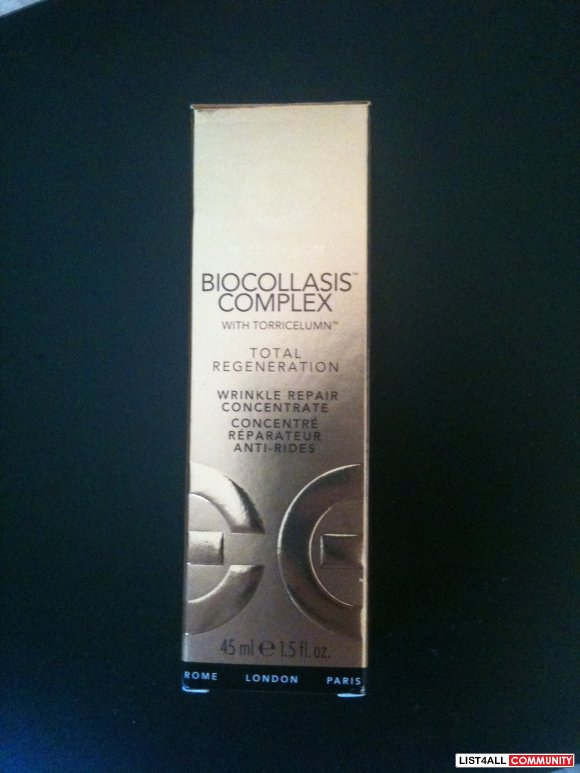 BIOCOLLASIS™
COMPLEX
WITH TORRICELUMN™
TOTAL
REGENERATION
WRINKLE REPAIR
CONCENTRATE
CONCENTRÉ
RÉPARATEUR
ANTI-RIDES
45 ml ℮ 1.5 fl. oz.
ROME LONDON PARIS
LIST4ALL COMMUNITY